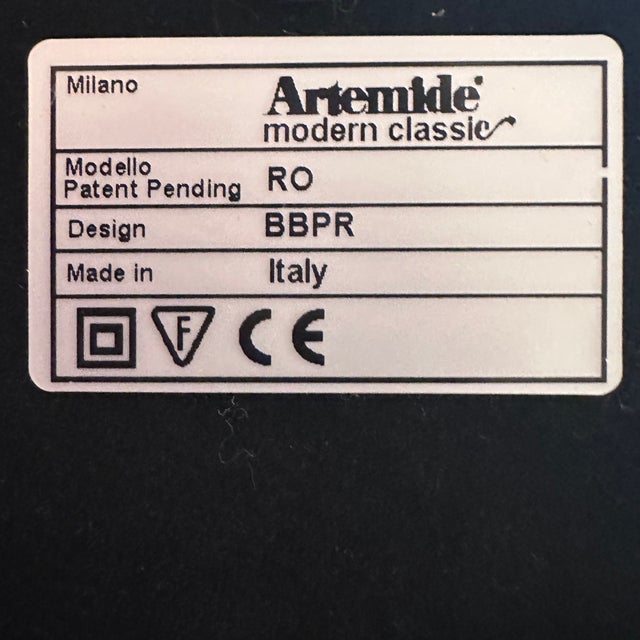 Milano
Artemide
modern classic
Modello
Patent Pending RO
Design BBPR
Made in Italy
F CE